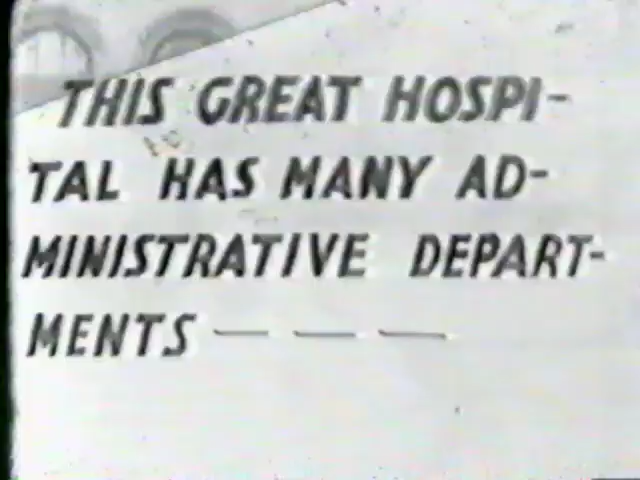 THIS GREAT HOSPI-
TAL HAS MANY AD-
MINISTRATIVE DEPART-
MENTS — — —